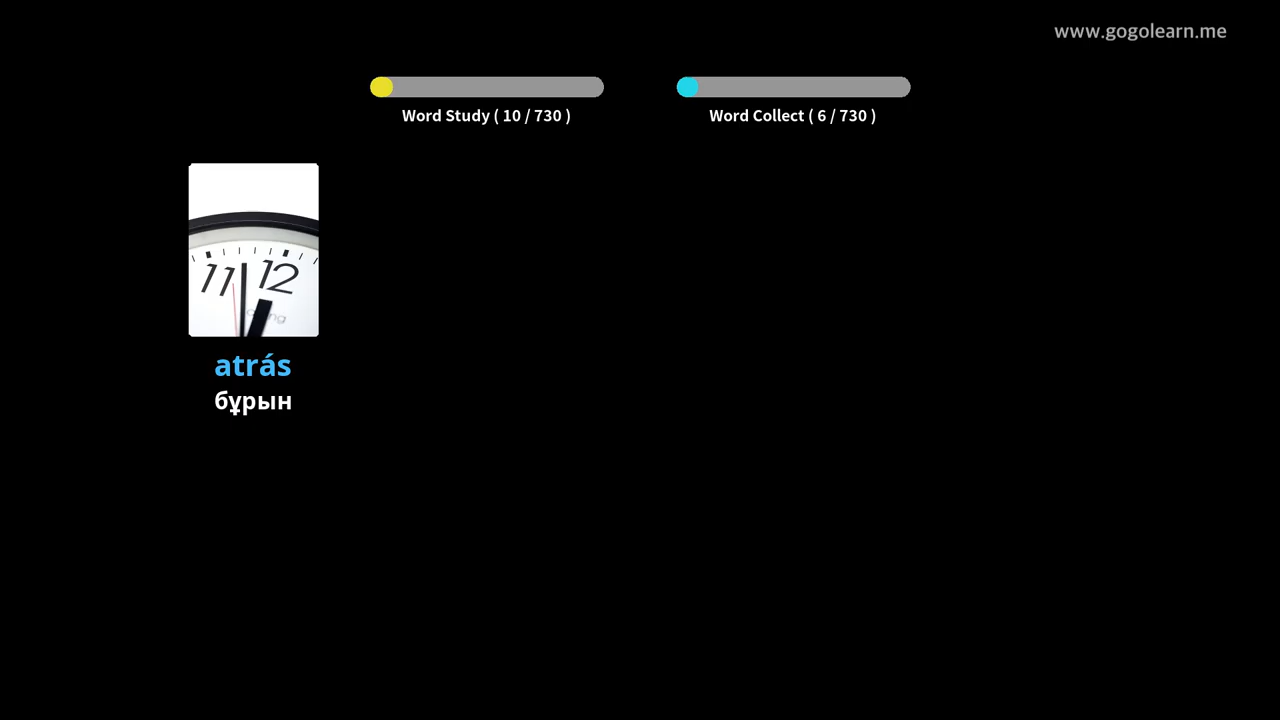 www.gogolearn.me
Word Study ( 10 / 730 )
Word Collect ( 6 / 730 )
11 12
atrás
бұрын